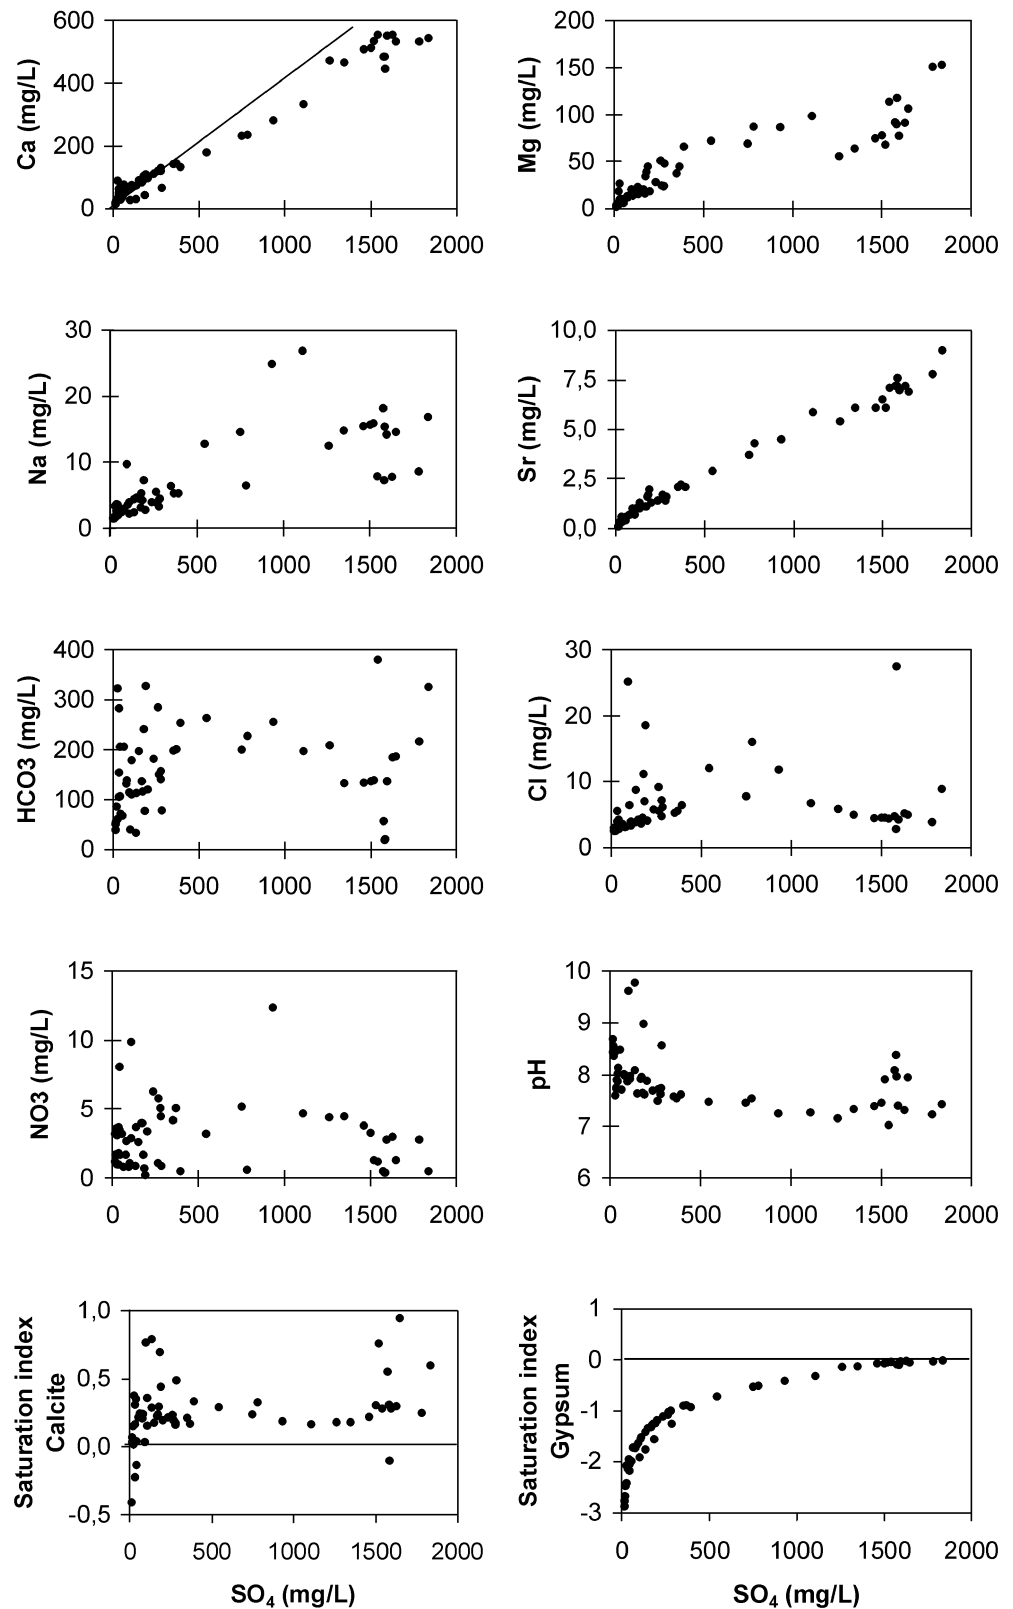 600
400
200
0
0 500 1000 1500 2000
Ca (mg/L)
200
150
100
50
0
0 500 1000 1500 2000
Mg (mg/L)
30
20
10
0
0 500 1000 1500 2000
Na (mg/L)
10,0
7,5
5,0
2,5
0,0
0 500 1000 1500 2000
Sr (mg/L)
400
300
200
100
0
0 500 1000 1500 2000
HCO3 (mg/L)
30
20
10
0
0 500 1000 1500 2000
Cl (mg/L)
15
10
5
0
0 500 1000 1500 2000
NO3 (mg/L)
10
9
8
7
6
0 500 1000 1500 2000
pH
1,0
0,5
0,0
-0,5
0 500 1000 1500 2000
Saturation index
Calcite
SO₄ (mg/L)
1
0
-1
-2
-3
0 500 1000 1500 2000
Saturation index
Gypsum
SO₄ (mg/L)